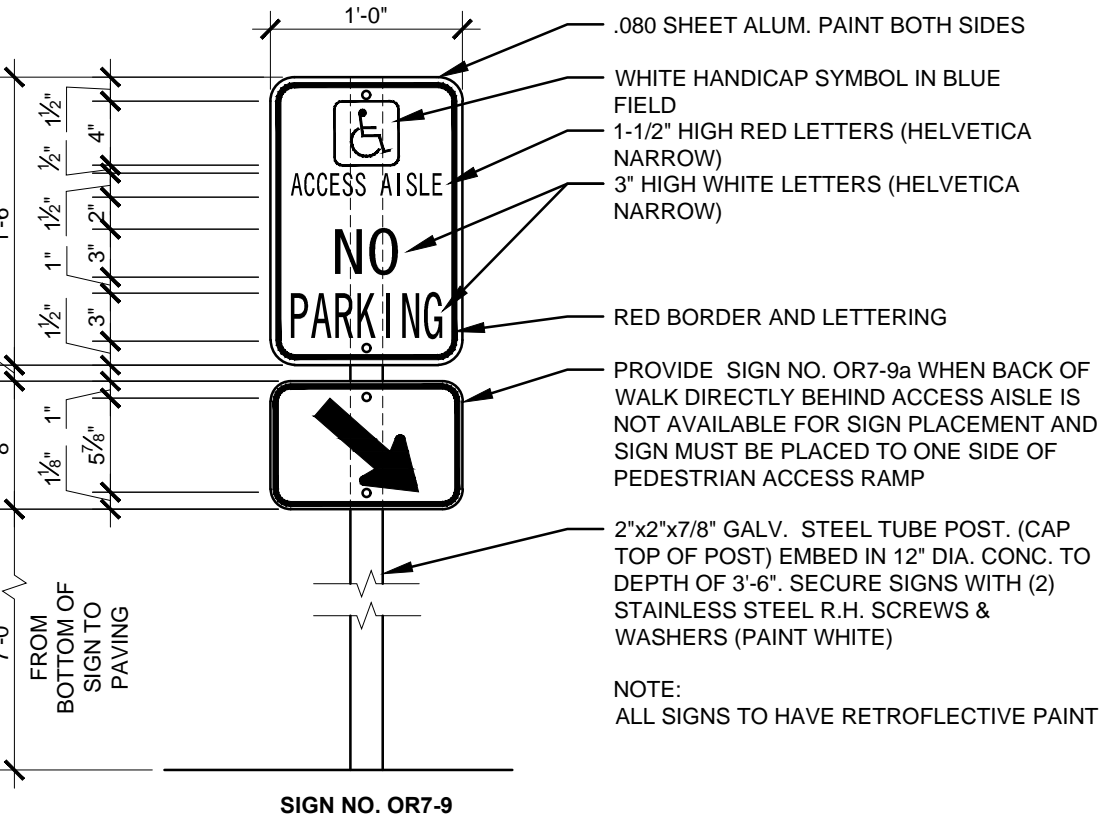 1'-0"
.080 SHEET ALUM. PAINT BOTH SIDES
WHITE HANDICAP SYMBOL IN BLUE
FIELD
1-1/2" HIGH RED LETTERS (HELVETICA
NARROW)
3" HIGH WHITE LETTERS (HELVETICA
NARROW)
RED BORDER AND LETTERING
PROVIDE SIGN NO. OR7-9a WHEN BACK OF
WALK DIRECTLY BEHIND ACCESS AISLE IS
NOT AVAILABLE FOR SIGN PLACEMENT AND
SIGN MUST BE PLACED TO ONE SIDE OF
PEDESTRIAN ACCESS RAMP
2"x2"x7/8" GALV. STEEL TUBE POST. (CAP
TOP OF POST) EMBED IN 12" DIA. CONC. TO
DEPTH OF 3'-6". SECURE SIGNS WITH (2)
STAINLESS STEEL R.H. SCREWS &
WASHERS (PAINT WHITE)
NOTE:
ALL SIGNS TO HAVE RETROFLECTIVE PAINT
ACCESS AISLE
NO
PARKING
1½"
4"
½"
1½"
2"
1"
3"
1½"
3"
1"
1⅛"
5⅞"
FROM
BOTTOM OF
SIGN TO
PAVING
SIGN NO. OR7-9